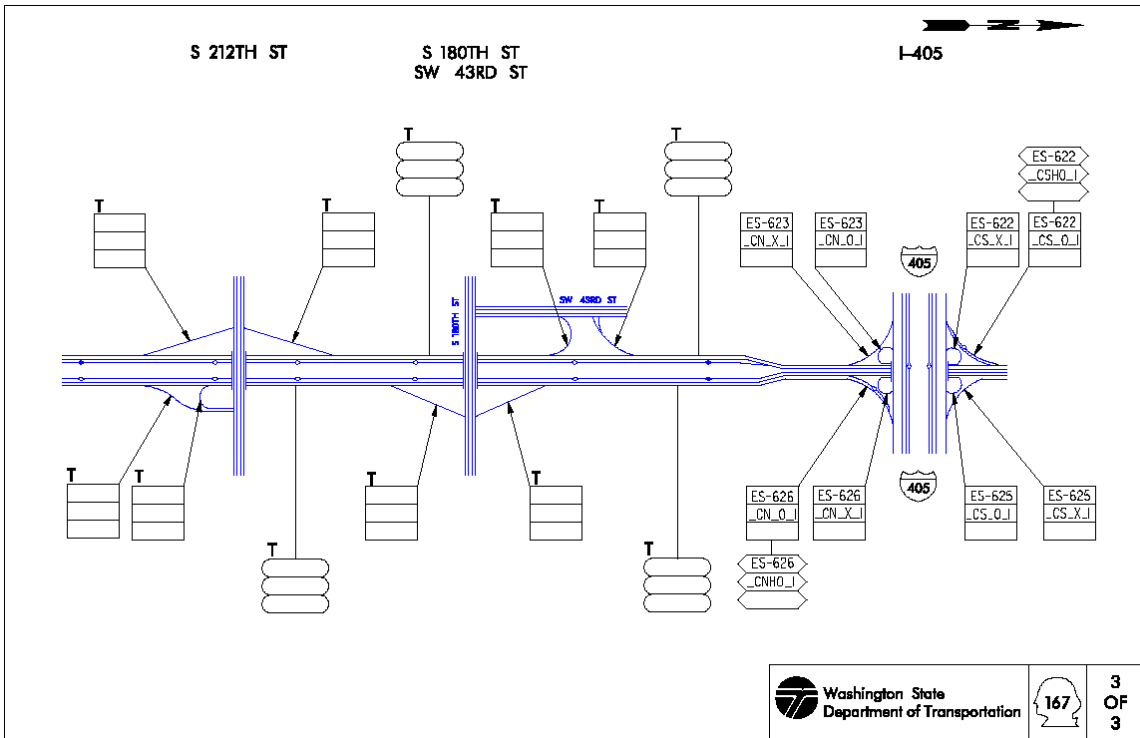 S 212TH ST
S 180TH ST
SW 43RD ST
N
I-405
T
T
ES-622
_CSHO_I
T
T
T
T
ES-623
_CN_X_I
ES-623
_CN_O_I
ES-622
_CS_X_I
ES-622
_CS_O_I
405
S 180TH ST
SW 43RD ST
T
T
T
T
405
ES-626
_CN_O_I
ES-626
_CN_X_I
ES-625
_CS_O_I
ES-625
_CS_X_I
T
T
ES-626
_CNHO_I
Washington State
Department of Transportation
167
3
OF
3